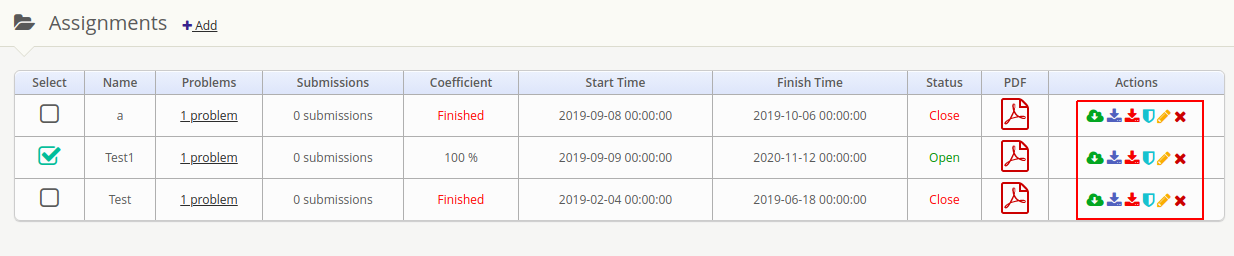 Assignments + Add
Select Name Problems Submissions Coefficient Start Time Finish Time Status PDF Actions
a 1 problem 0 submissions Finished 2019-09-08 00:00:00 2019-10-06 00:00:00 Close
Test1 1 problem 0 submissions 100 % 2019-09-09 00:00:00 2020-11-12 00:00:00 Open
Test 1 problem 0 submissions Finished 2019-02-04 00:00:00 2019-06-18 00:00:00 Close